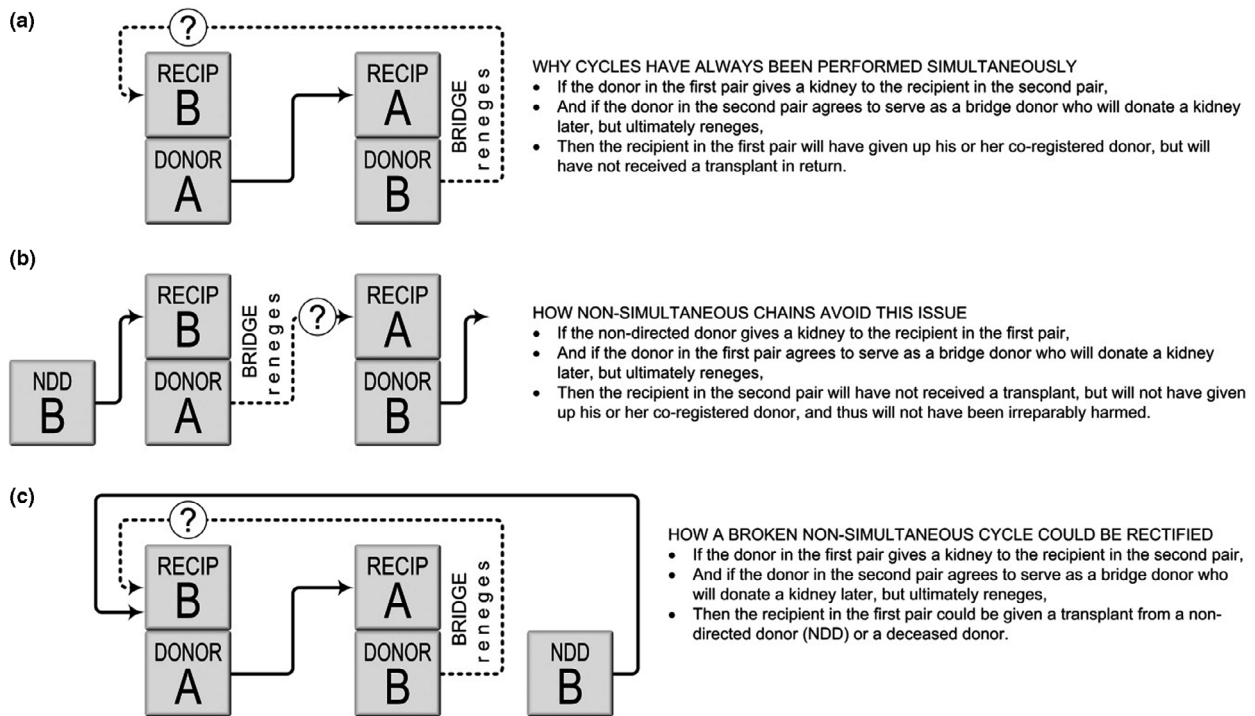 (a)
?
RECIP
B
DONOR
A
RECIP
A
DONOR
B
BRIDGE
reneges
WHY CYCLES HAVE ALWAYS BEEN PERFORMED SIMULTANEOUSLY
• If the donor in the first pair gives a kidney to the recipient in the second pair,
• And if the donor in the second pair agrees to serve as a bridge donor who will donate a kidney
later, but ultimately reneges,
• Then the recipient in the first pair will have given up his or her co-registered donor, but will
have not received a transplant in return.
(b)
NDD
B
RECIP
B
DONOR
A
BRIDGE
reneges
?
RECIP
A
DONOR
B
HOW NON-SIMULTANEOUS CHAINS AVOID THIS ISSUE
• If the non-directed donor gives a kidney to the recipient in the first pair,
• And if the donor in the first pair agrees to serve as a bridge donor who will donate a kidney
later, but ultimately reneges,
• Then the recipient in the second pair will have not received a transplant, but will not have given
up his or her co-registered donor, and thus will not have been irreparably harmed.
(c)
?
RECIP
B
DONOR
A
RECIP
A
DONOR
B
BRIDGE
reneges
NDD
B
HOW A BROKEN NON-SIMULTANEOUS CYCLE COULD BE RECTIFIED
• If the donor in the first pair gives a kidney to the recipient in the second pair,
• And if the donor in the second pair agrees to serve as a bridge donor who
will donate a kidney later, but ultimately reneges,
• Then the recipient in the first pair could be given a transplant from a non-
directed donor (NDD) or a deceased donor.